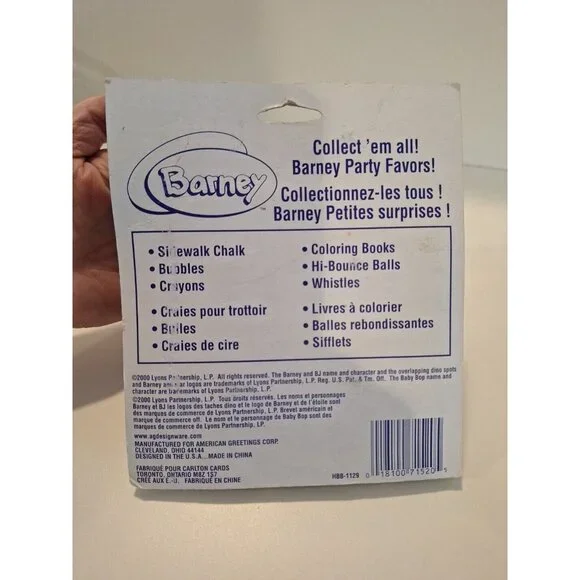 Barney™
Collect 'em all!
Barney Party Favors!
Collectionnez-les tous !
Barney Petites surprises !
• Sidewalk Chalk
• Bubbles
• Crayons
• Coloring Books
• Hi-Bounce Balls
• Whistles
• Craies pour trottoir
• Bulles
• Craies de cire
• Livres à colorier
• Balles rebondissantes
• Sifflets
©2000 Lyons Partnership, L.P. All rights reserved. The Barney and BJ name and character and the overlapping dino spots
and Barney and star logos are trademarks of Lyons Partnership, L.P. Reg. U.S. Pat. & Tm. Off. The Baby Bop name and
character are trademarks of Lyons Partnership, L.P.
©2000 Lyons Partnership, L.P. Tous droits réservés. Les noms et personnages
Barney et BJ et les logos des taches dino et le logo de Barney et de l'étoile sont
des marques de commerce de Lyons Partnership, L.P. Brevet américain et
marques de commerce off. Le nom et le personnage de Baby Bop sont des
marques de commerce de Lyons Partnership, L.P.
www.agdesignware.com
MANUFACTURED FOR AMERICAN GREETINGS CORP.
CLEVELAND, OHIO 44144
DESIGNED IN THE U.S.A. MADE IN CHINA
FABRIQUÉ POUR CARLTON CARDS
TORONTO, ONTARIO M8Z 1S7
CRÉÉ AUX É.-U. FABRIQUÉ EN CHINE
HBB-1129
0 18100 71520 5